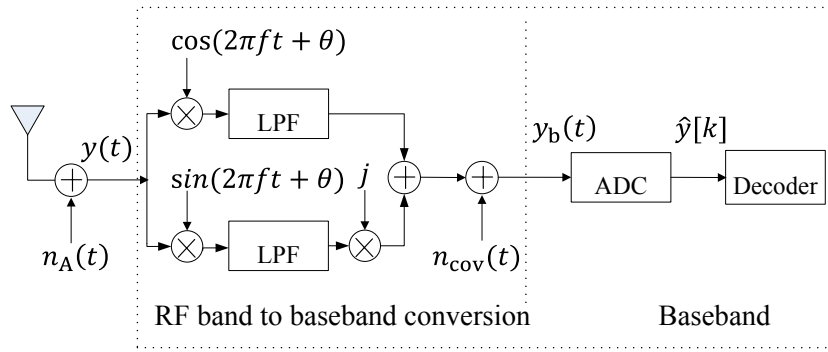 cos(2πft + θ)
LPF
y(t)
y_b(t)
ŷ[k]
sin(2πft + θ)
j
ADC
Decoder
LPF
n_A(t)
n_cov(t)
RF band to baseband conversion
Baseband